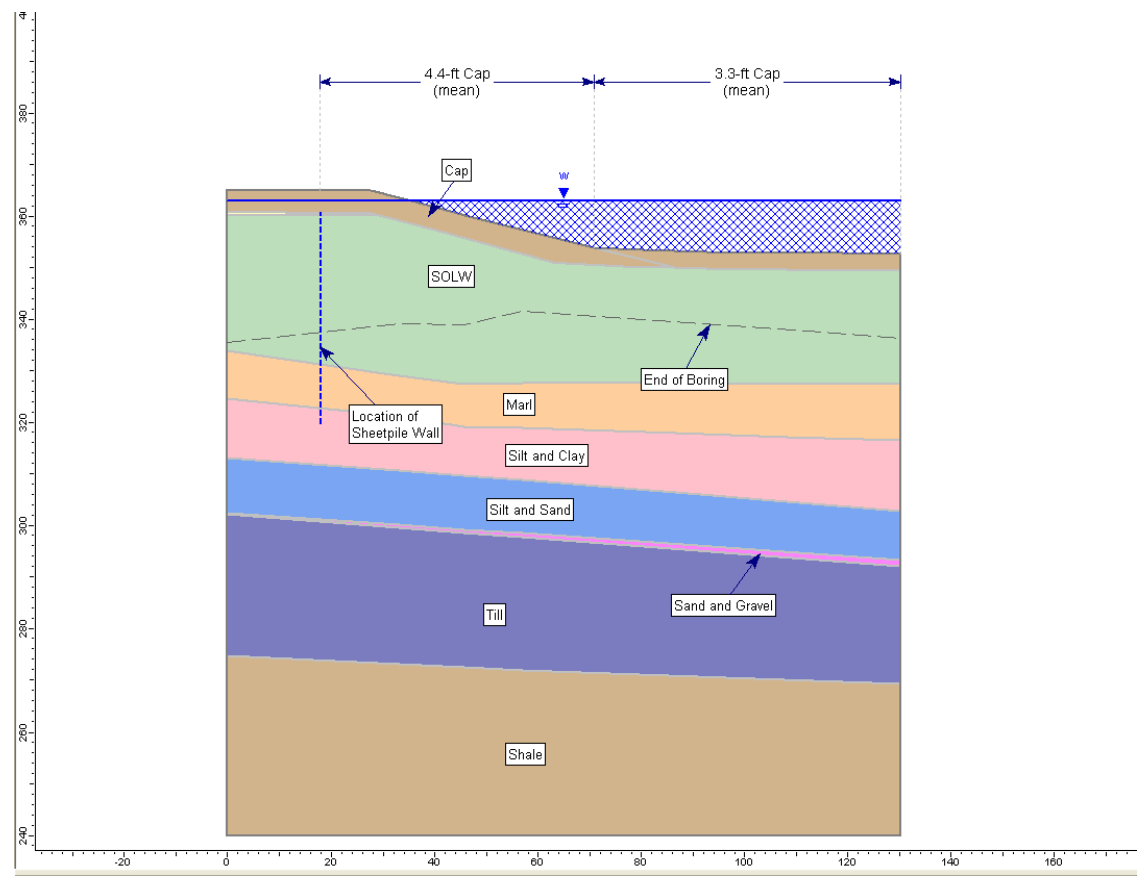 4.4-ft Cap
(mean)
3.3-ft Cap
(mean)
380
Cap
w
360
SOLW
340
End of Boring
Marl
Location of
Sheetpile Wall
320
Silt and Clay
Silt and Sand
300
Sand and Gravel
Till
280
260
Shale
240
-20
0
20
40
60
80
100
120
140
160